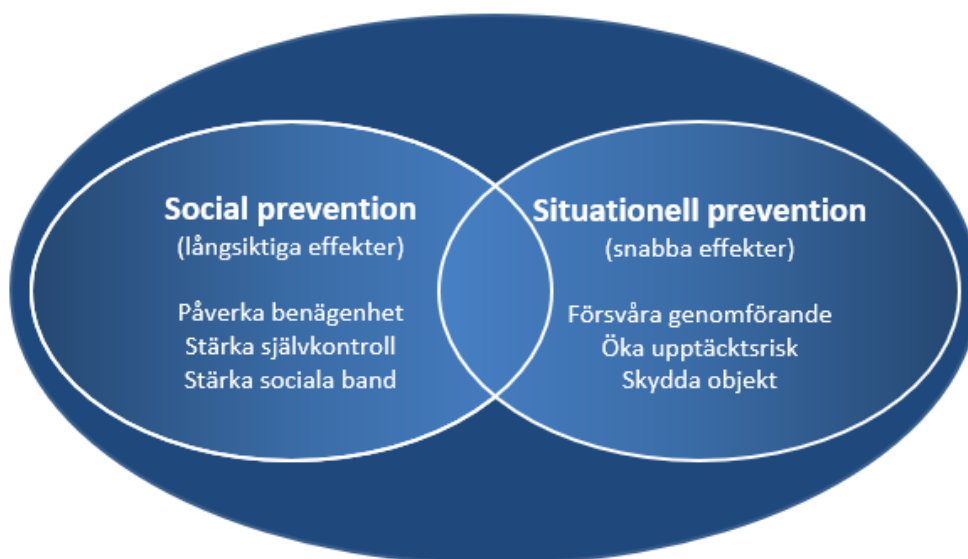 Social prevention
(långsiktiga effekter)
Påverka benägenhet
Stärka självkontroll
Stärka sociala band
Situationell prevention
(snabba effekter)
Försvåra genomförande
Öka upptäcktsrisk
Skydda objekt